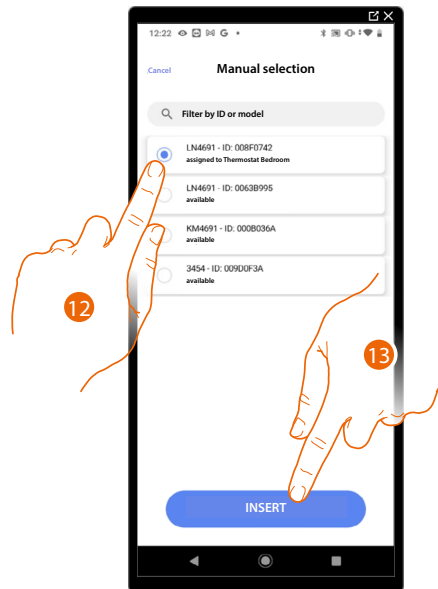 12:22 G
Cancel Manual selection
Filter by ID or model
LN4691 - ID: 008F0742
assigned to Thermostat Bedroom
LN4691 - ID: 0063B995
available
KM4691 - ID: 000B036A
available
3454 - ID: 009D0F3A
available
12
13
INSERT